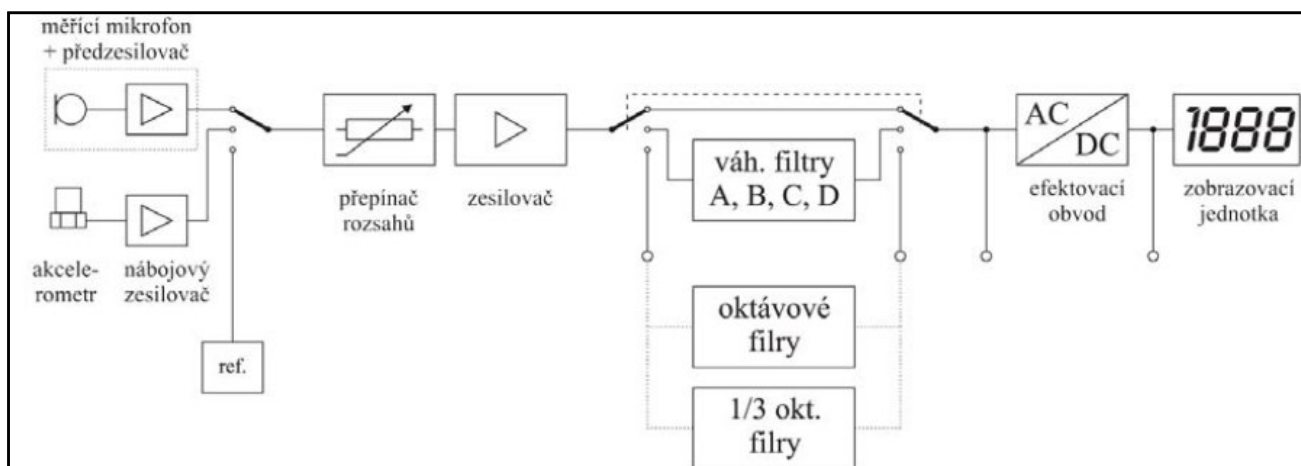 měřící mikrofon
+ předzesilovač
přepínač
rozsahů
zesilovač
váh. filtry
A, B, C, D
AC
DC
efektovací
obvod
1888
zobrazovací
jednotka
akcele-
rometr
nábojový
zesilovač
ref.
oktávové
filry
1/3 okt.
filry